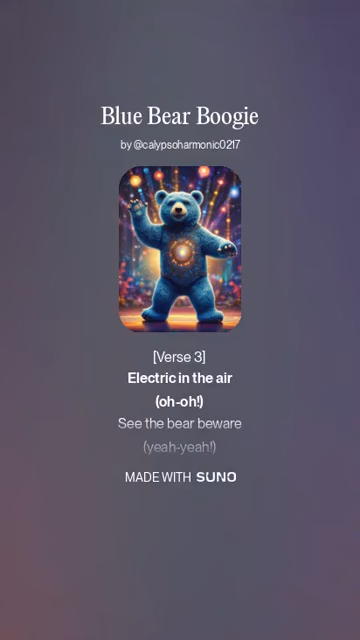 Blue Bear Boogie
by @calypsoharmonic0217
[Verse 3]
Electric in the air
(oh-oh!)
See the bear beware
(yeah-yeah!)
MADE WITH SUNO